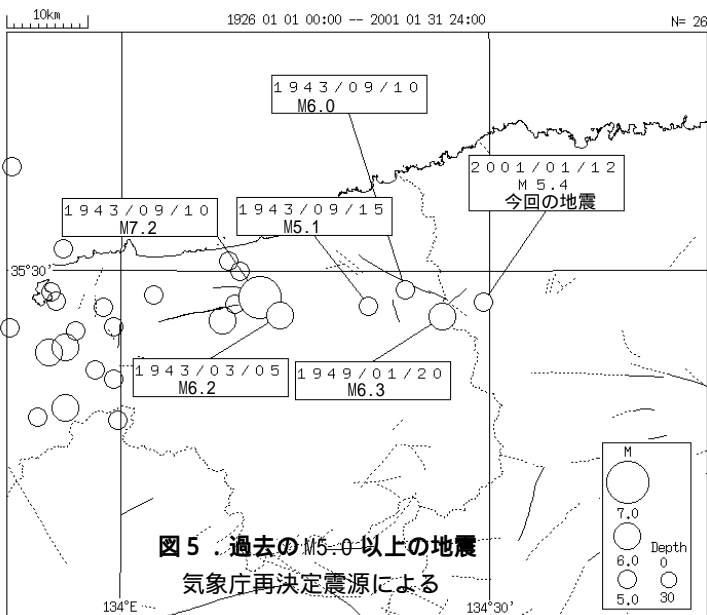 10km
1926 01 01 00:00 -- 2001 01 31 24:00
N= 26
1943/09/10
M6.0
2001/01/12
M 5.4
今回の地震
1943/09/10
M7.2
1943/09/15
M5.1
35°30'
1943/03/05
M6.2
1949/01/20
M6.3
M
7.0
6.0
5.0
Depth
0
30
図5．過去のM5.0以上の地震
気象庁再決定震源による
134°E
134°30'